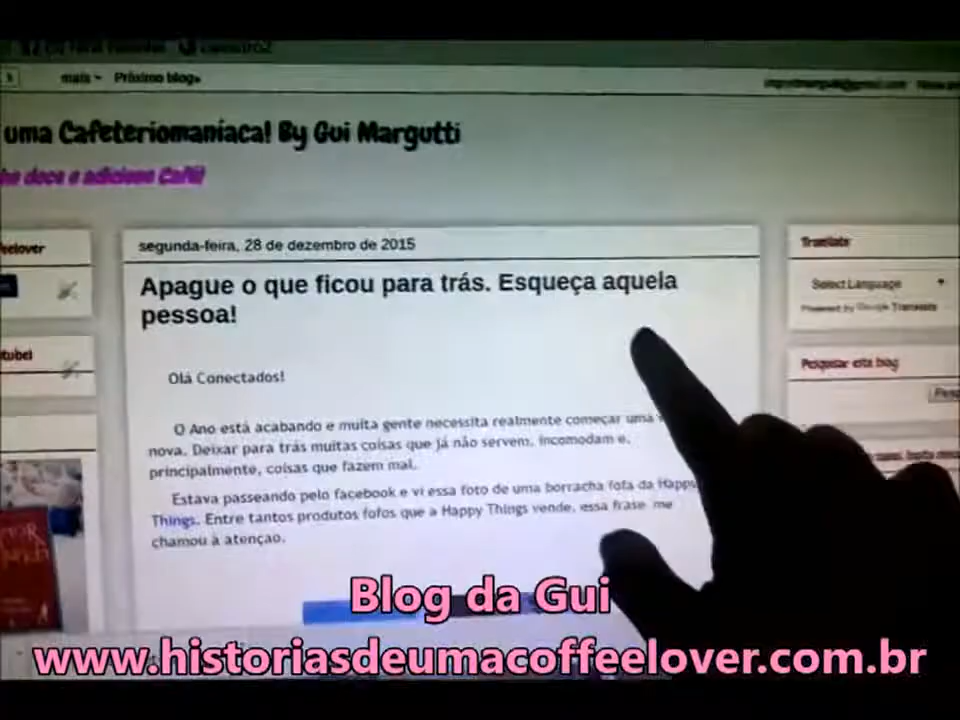 mais Próximo blog»
uma Cafeteriomaníaca! By Gui Margutti
doce e adicione Café!
segunda-feira, 28 de dezembro de 2015
Translate
Apague o que ficou para trás. Esqueça aquela
pessoa!
Select Language
Powered by Google Translate
Pesquisar este blog
Olá Conectados!
O Ano está acabando e muita gente necessita realmente começar uma
nova. Deixar para trás muitas coisas que já não servem, incomodam e,
principalmente, coisas que fazem mal.
Estava passeando pelo facebook e vi essa foto de uma borracha fofa da Happy
Things. Entre tantos produtos fofos que a Happy Things vende, essa frase me
chamou a atenção.
Blog da Gui
www.historiasdeumacoffeelover.com.br